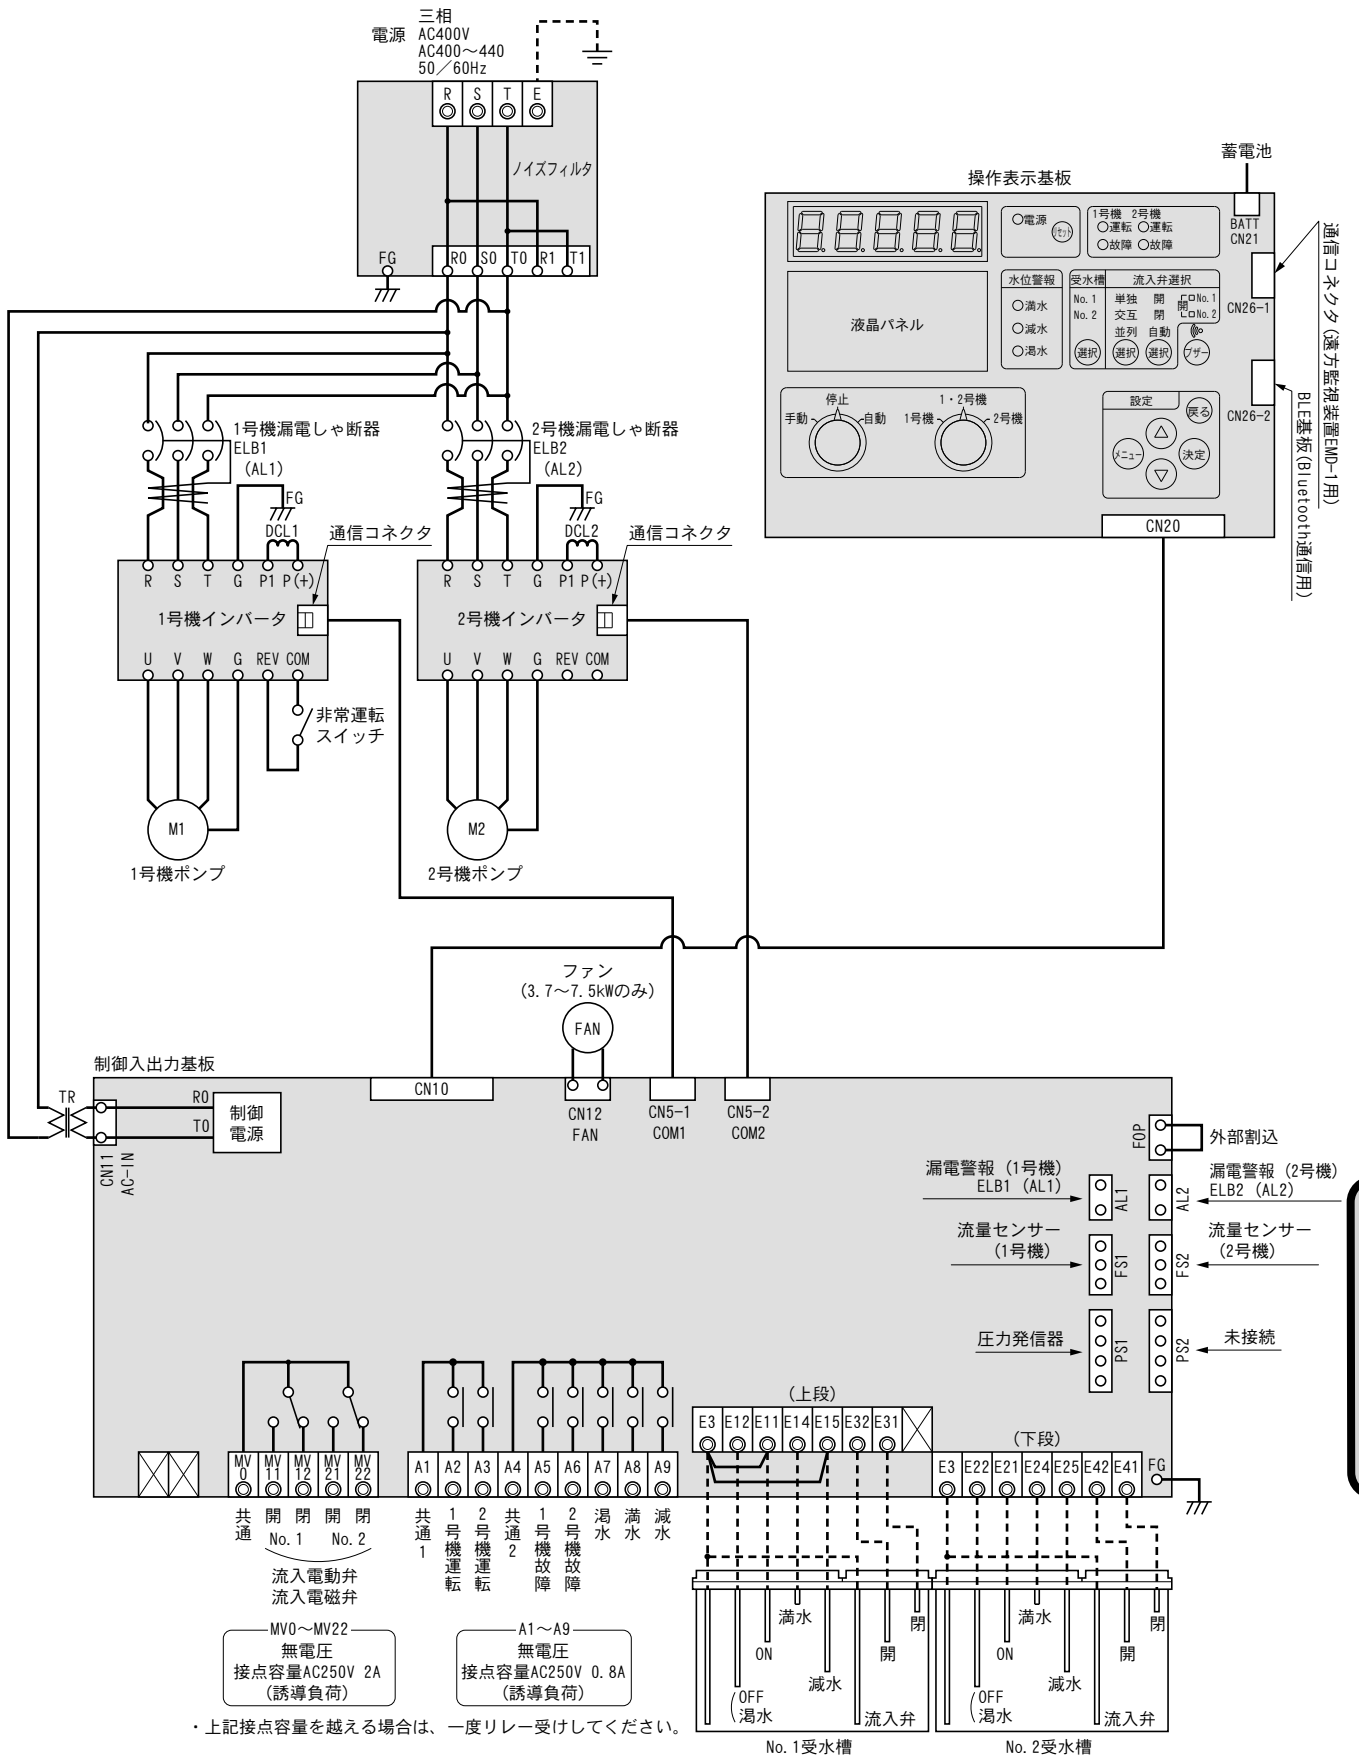 三相
電源 AC400V
AC400～440
50／60Hz
R S T E
ノイズフィルタ
FG
R0 S0 T0 R1 T1
蓄電池
操作表示基板
電源
リセット
1号機 2号機
運転 運転
故障 故障
BATT
CN21
液晶パネル
水位警報
満水
減水
渇水
受水槽
No.1
No.2
選択
流入弁選択
単独 開
交互 閉
並列 自動
選択 選択
開 No.1
No.2
ブザー
CN26-1
CN26-2
通信コネクタ(遠方監視装置EMD-1用)
BLE基板(Bluetooth通信用)
停止
手動 自動
1・2号機
1号機 2号機
設定
戻る
メニュー
決定
△
▽
CN20
1号機漏電しゃ断器
ELB1
(AL1)
2号機漏電しゃ断器
ELB2
(AL2)
FG
DCL1
通信コネクタ
FG
DCL2
通信コネクタ
R S T G P1 P(+)
1号機インバータ
U V W G REV COM
R S T G P1 P(+)
2号機インバータ
U V W G REV COM
非常運転
スイッチ
M1
1号機ポンプ
M2
2号機ポンプ
ファン
(3.7～7.5kWのみ)
FAN
制御入出力基板
TR
R0
T0
制御
電源
CN11
AC-IN
CN10
CN12
FAN
CN5-1
COM1
CN5-2
COM2
FOP
外部割込
漏電警報 (1号機)
ELB1 (AL1)
AL1
AL2
漏電警報 (2号機)
ELB2 (AL2)
流量センサー
(1号機)
FS1
FS2
流量センサー
(2号機)
圧力発信器
PS1
PS2
未接続
MV0 MV11 MV12 MV21 MV22
共通 開 閉 開 閉
No.1 No.2
流入電動弁
流入電磁弁
A1 A2 A3 A4 A5 A6 A7 A8 A9
共通1 1号機運転 2号機運転 共通2 1号機故障 2号機故障 渇水 満水 減水
(上段)
E3 E12 E11 E14 E15 E32 E31
(下段)
E3 E22 E21 E24 E25 E42 E41
FG
MV0～MV22
無電圧
接点容量AC250V 2A
(誘導負荷)
A1～A9
無電圧
接点容量AC250V 0.8A
(誘導負荷)
・上記接点容量を越える場合は、一度リレー受けしてください。
満水
閉
ON
開
減水
OFF
渇水
流入弁
No.1受水槽
満水
閉
ON
開
減水
OFF
渇水
流入弁
No.2受水槽